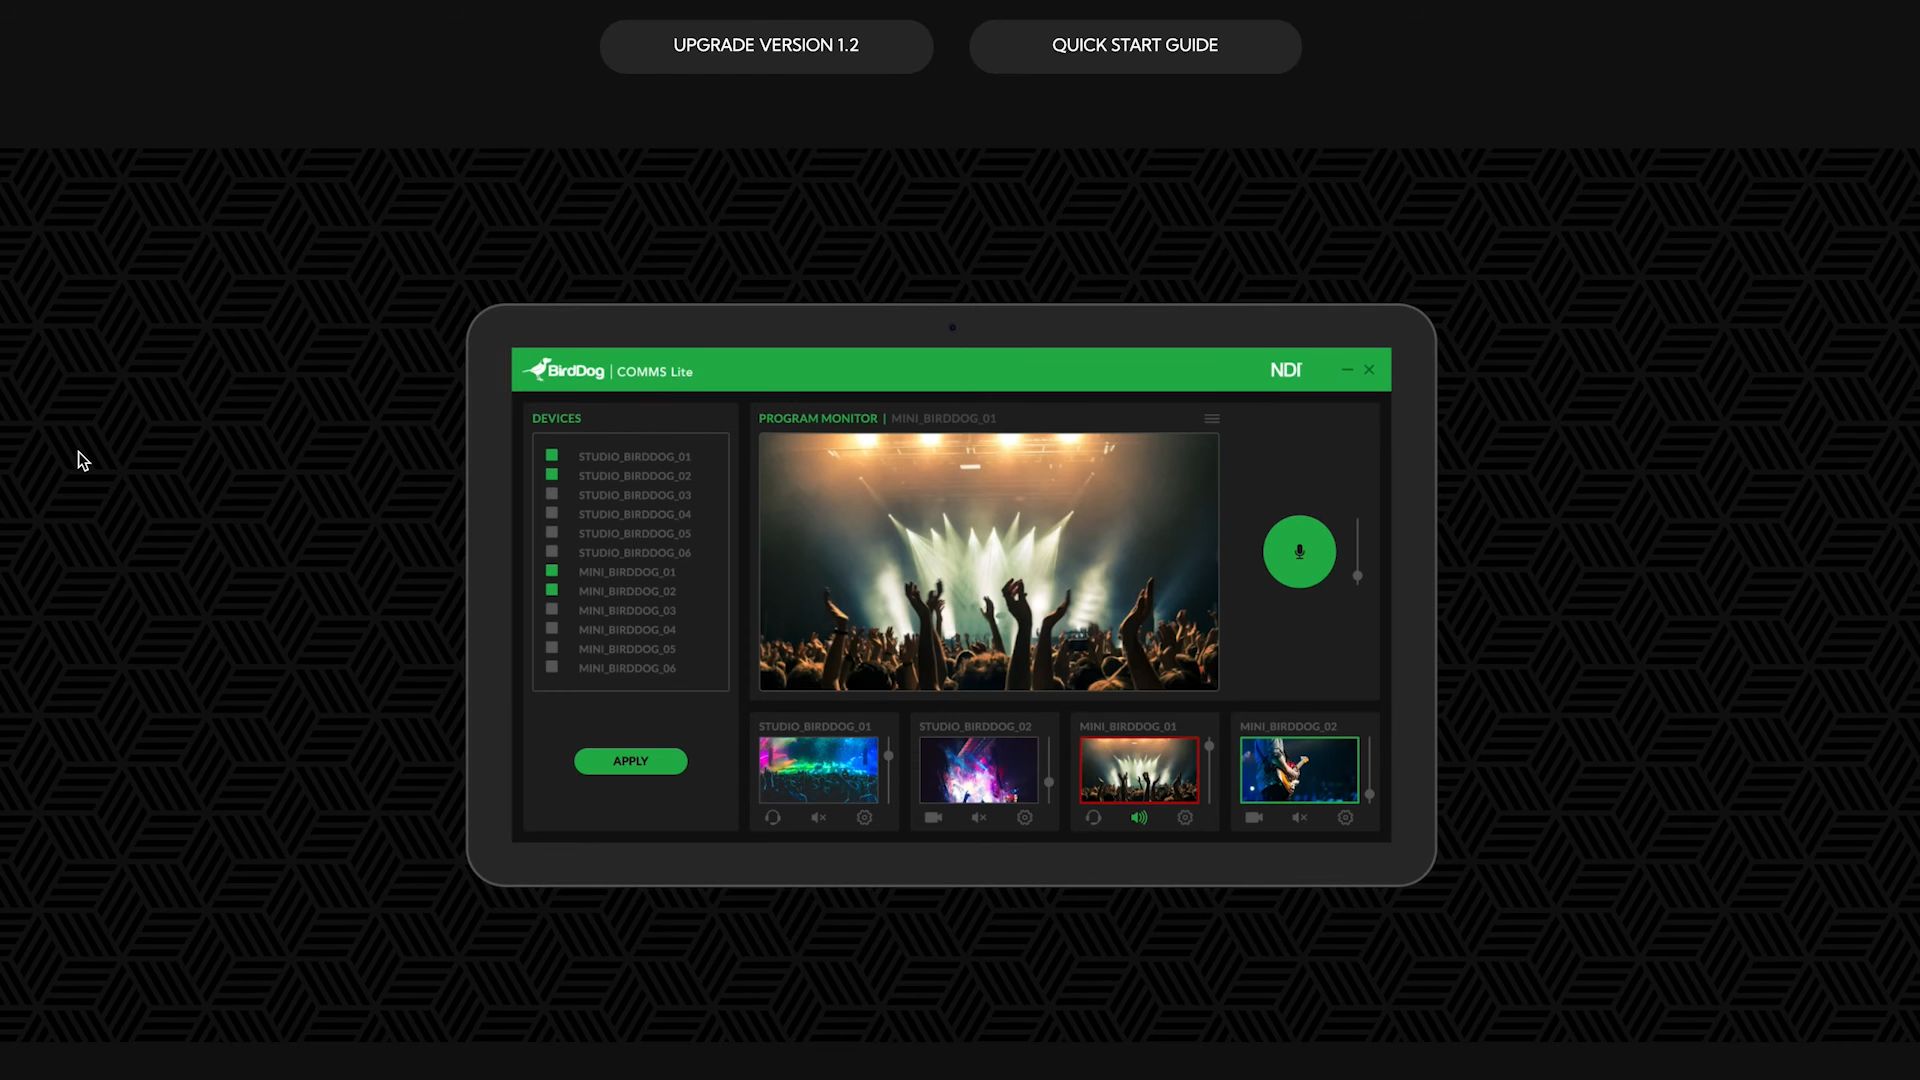 UPGRADE VERSION 1.2
QUICK START GUIDE
BirdDog | COMMS Lite
NDI
DEVICES
STUDIO_BIRDDOG_01
STUDIO_BIRDDOG_02
STUDIO_BIRDDOG_03
STUDIO_BIRDDOG_04
STUDIO_BIRDDOG_05
STUDIO_BIRDDOG_06
MINI_BIRDDOG_01
MINI_BIRDDOG_02
MINI_BIRDDOG_03
MINI_BIRDDOG_04
MINI_BIRDDOG_05
MINI_BIRDDOG_06
APPLY
PROGRAM MONITOR | MINI_BIRDDOG_01
STUDIO_BIRDDOG_01
STUDIO_BIRDDOG_02
MINI_BIRDDOG_01
MINI_BIRDDOG_02